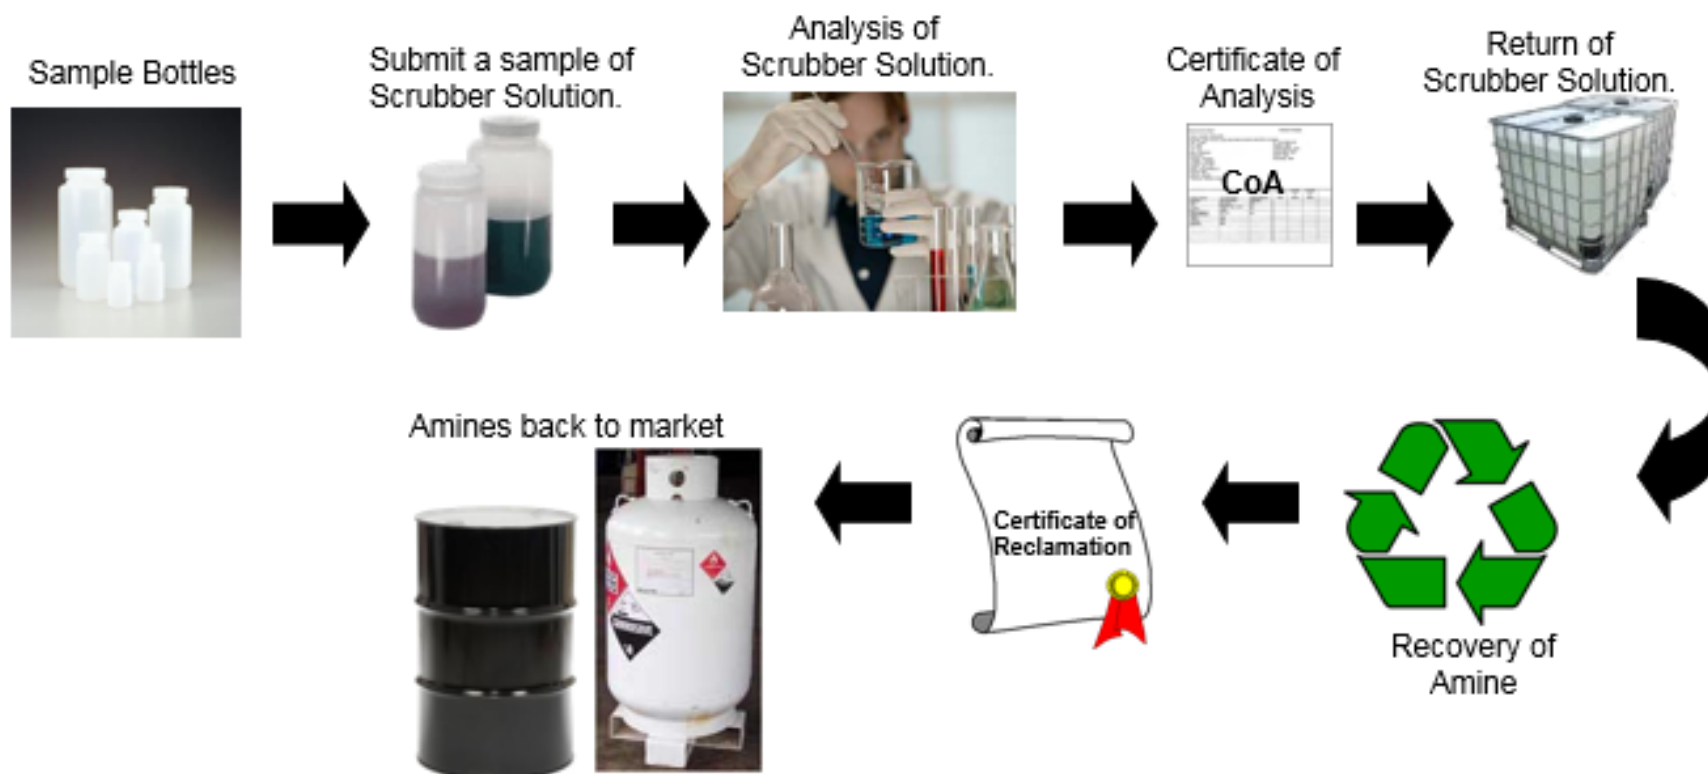 Sample Bottles
Submit a sample of
Scrubber Solution.
Analysis of
Scrubber Solution.
Certificate of
Analysis
CoA
Return of
Scrubber Solution.
Recovery of
Amine
Certificate of
Reclamation
Amines back to market